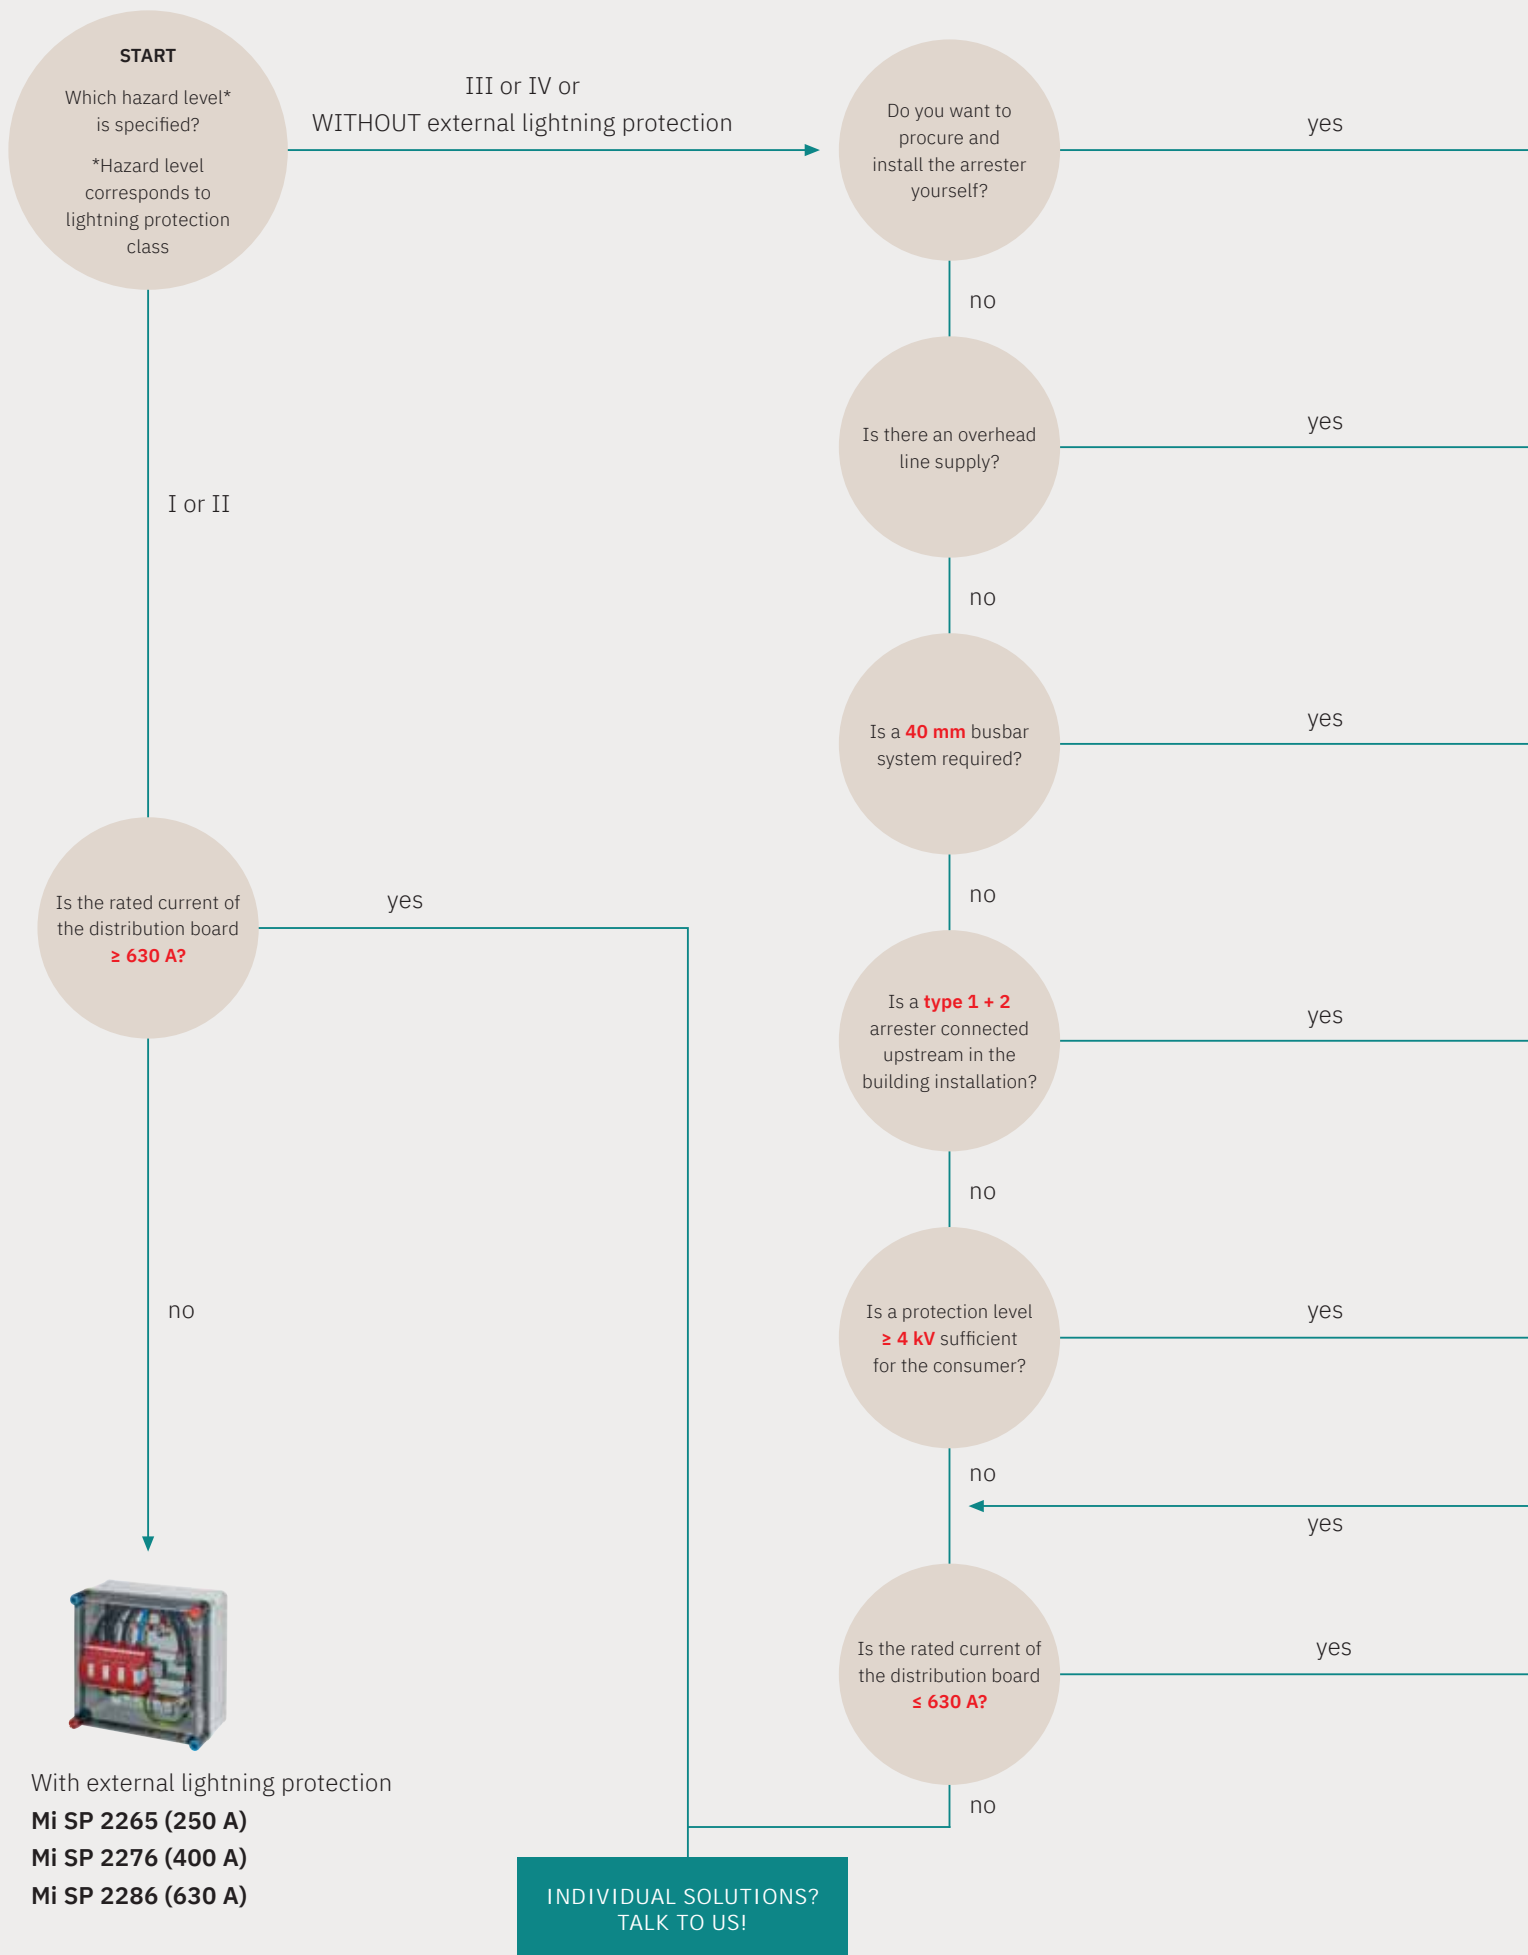 START
Which hazard level*
is specified?
*Hazard level
corresponds to
lightning protection
class
III or IV or
WITHOUT external lightning protection
Do you want to
procure and
install the arrester
yourself?
yes
no
Is there an overhead
line supply?
yes
I or II
no
Is a 40 mm busbar
system required?
yes
no
Is the rated current of
the distribution board
≥ 630 A?
yes
Is a type 1 + 2
arrester connected
upstream in the
building installation?
yes
no
Is a protection level
≥ 4 kV sufficient
for the consumer?
yes
no
no
yes
Is the rated current of
the distribution board
≤ 630 A?
yes
no
With external lightning protection
Mi SP 2265 (250 A)
Mi SP 2276 (400 A)
Mi SP 2286 (630 A)
INDIVIDUAL SOLUTIONS?
TALK TO US!